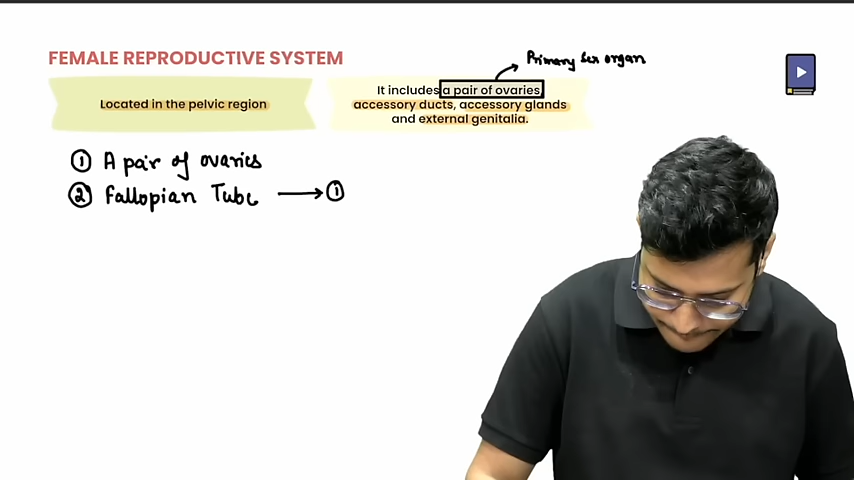 FEMALE REPRODUCTIVE SYSTEM
Primary Sex organ
Located in the pelvic region
It includes a pair of ovaries,
accessory ducts, accessory glands
and external genitalia.
① A pair of ovaries
② Fallopian Tube → ①